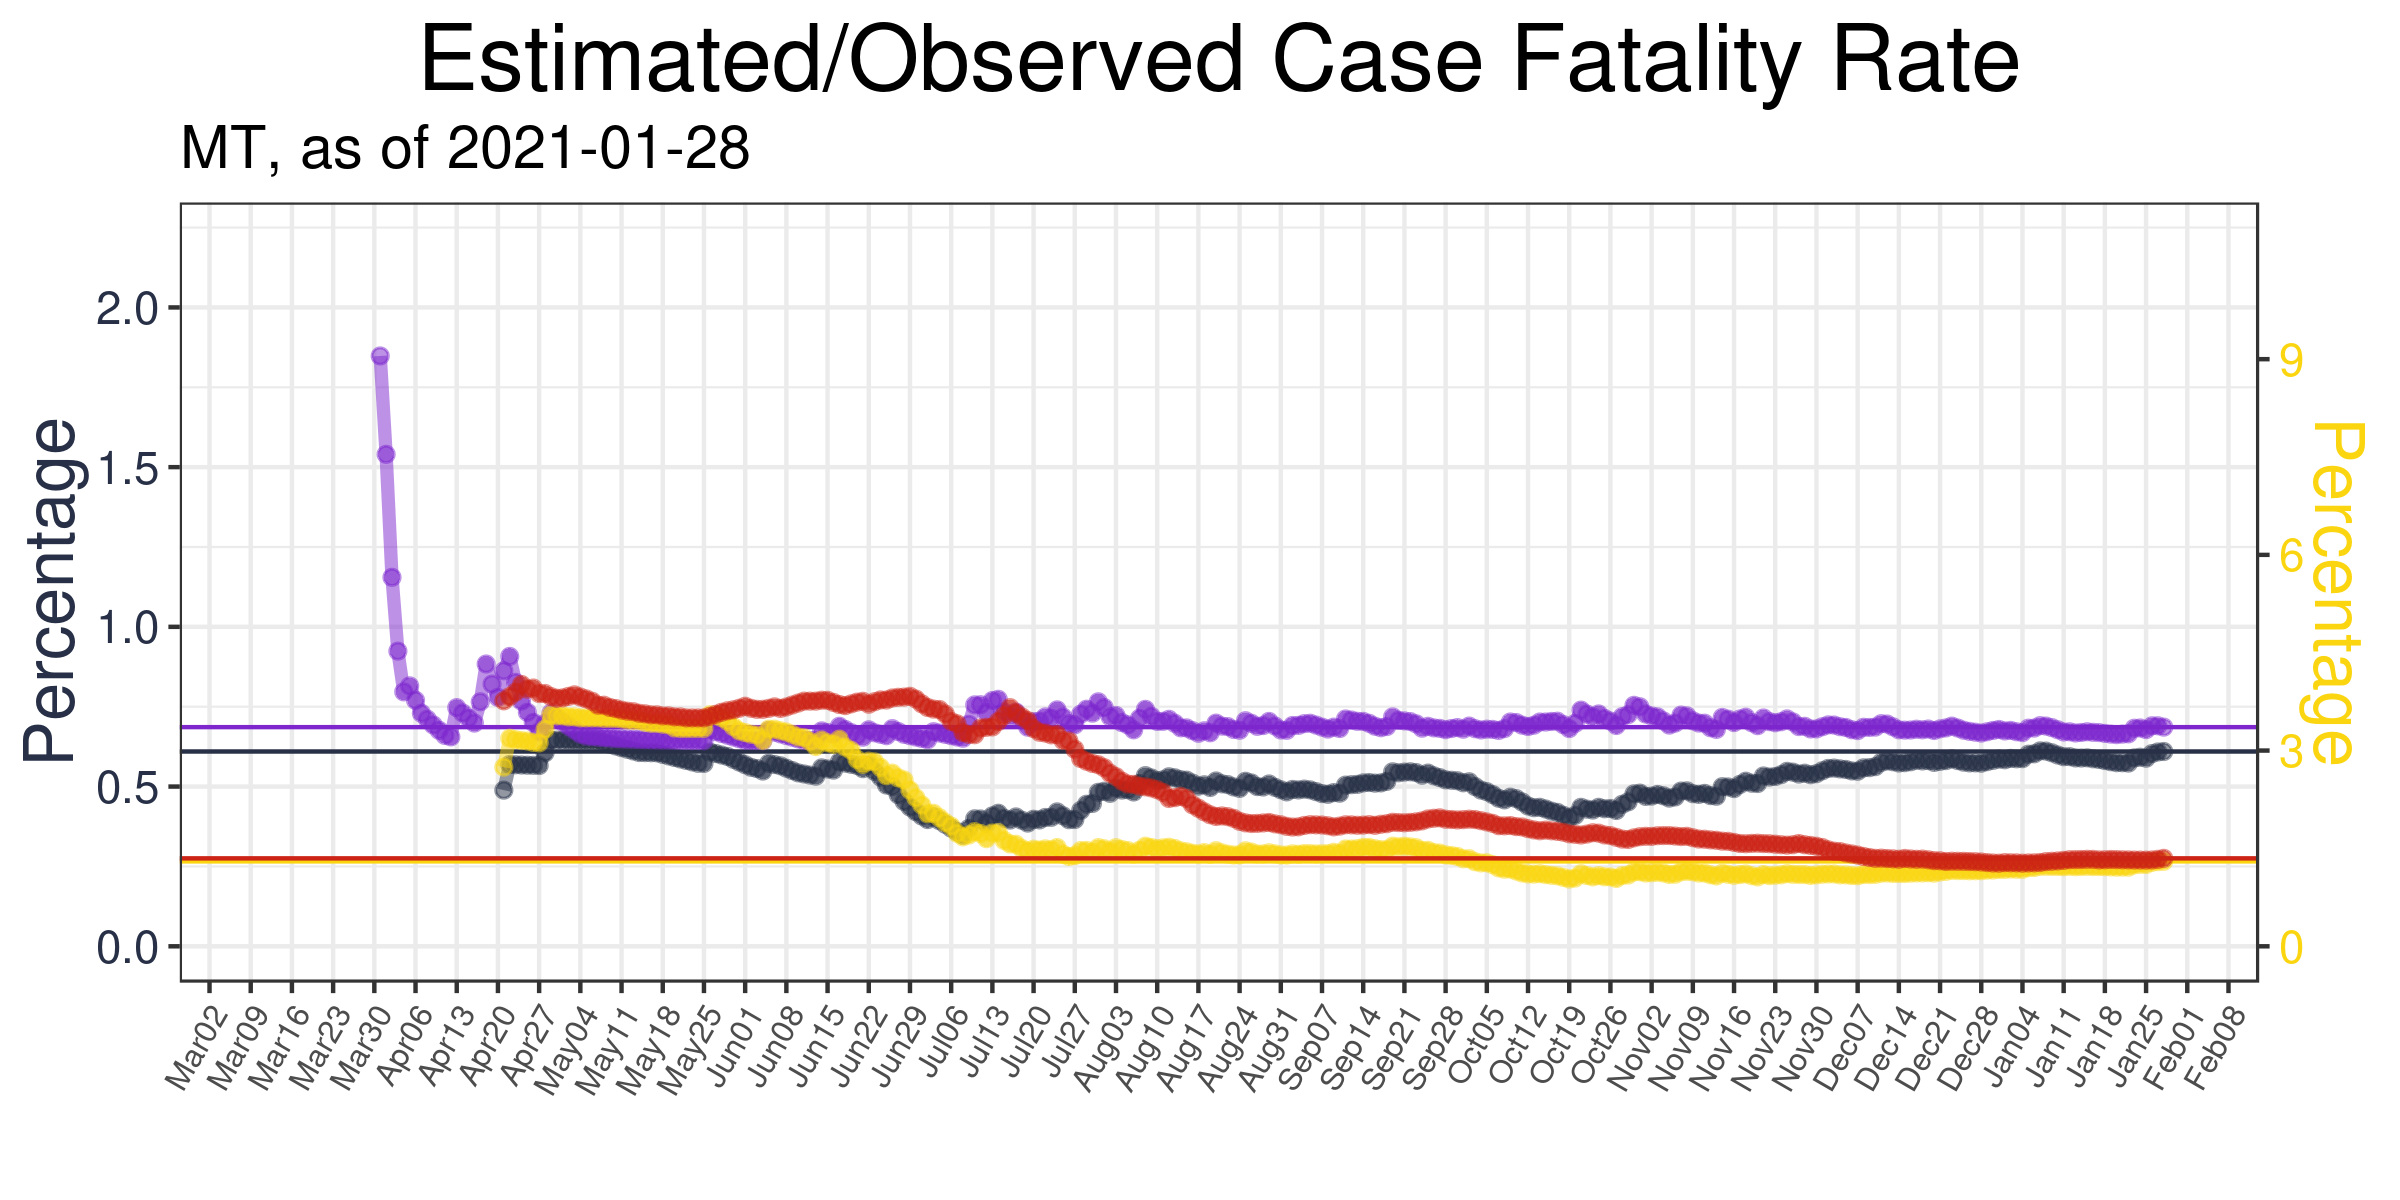 Estimated/Observed Case Fatality Rate
MT, as of 2021-01-28
Percentage
2.0
1.5
1.0
0.5
0.0
9
6
3
0
Percentage
Mar02
Mar09
Mar16
Mar23
Mar30
Apr06
Apr13
Apr20
Apr27
May04
May11
May18
May25
Jun01
Jun08
Jun15
Jun22
Jun29
Jul06
Jul13
Jul20
Jul27
Aug03
Aug10
Aug17
Aug24
Aug31
Sep07
Sep14
Sep21
Sep28
Oct05
Oct12
Oct19
Oct26
Nov02
Nov09
Nov16
Nov23
Nov30
Dec07
Dec14
Dec21
Dec28
Jan04
Jan11
Jan18
Jan25
Feb01
Feb08